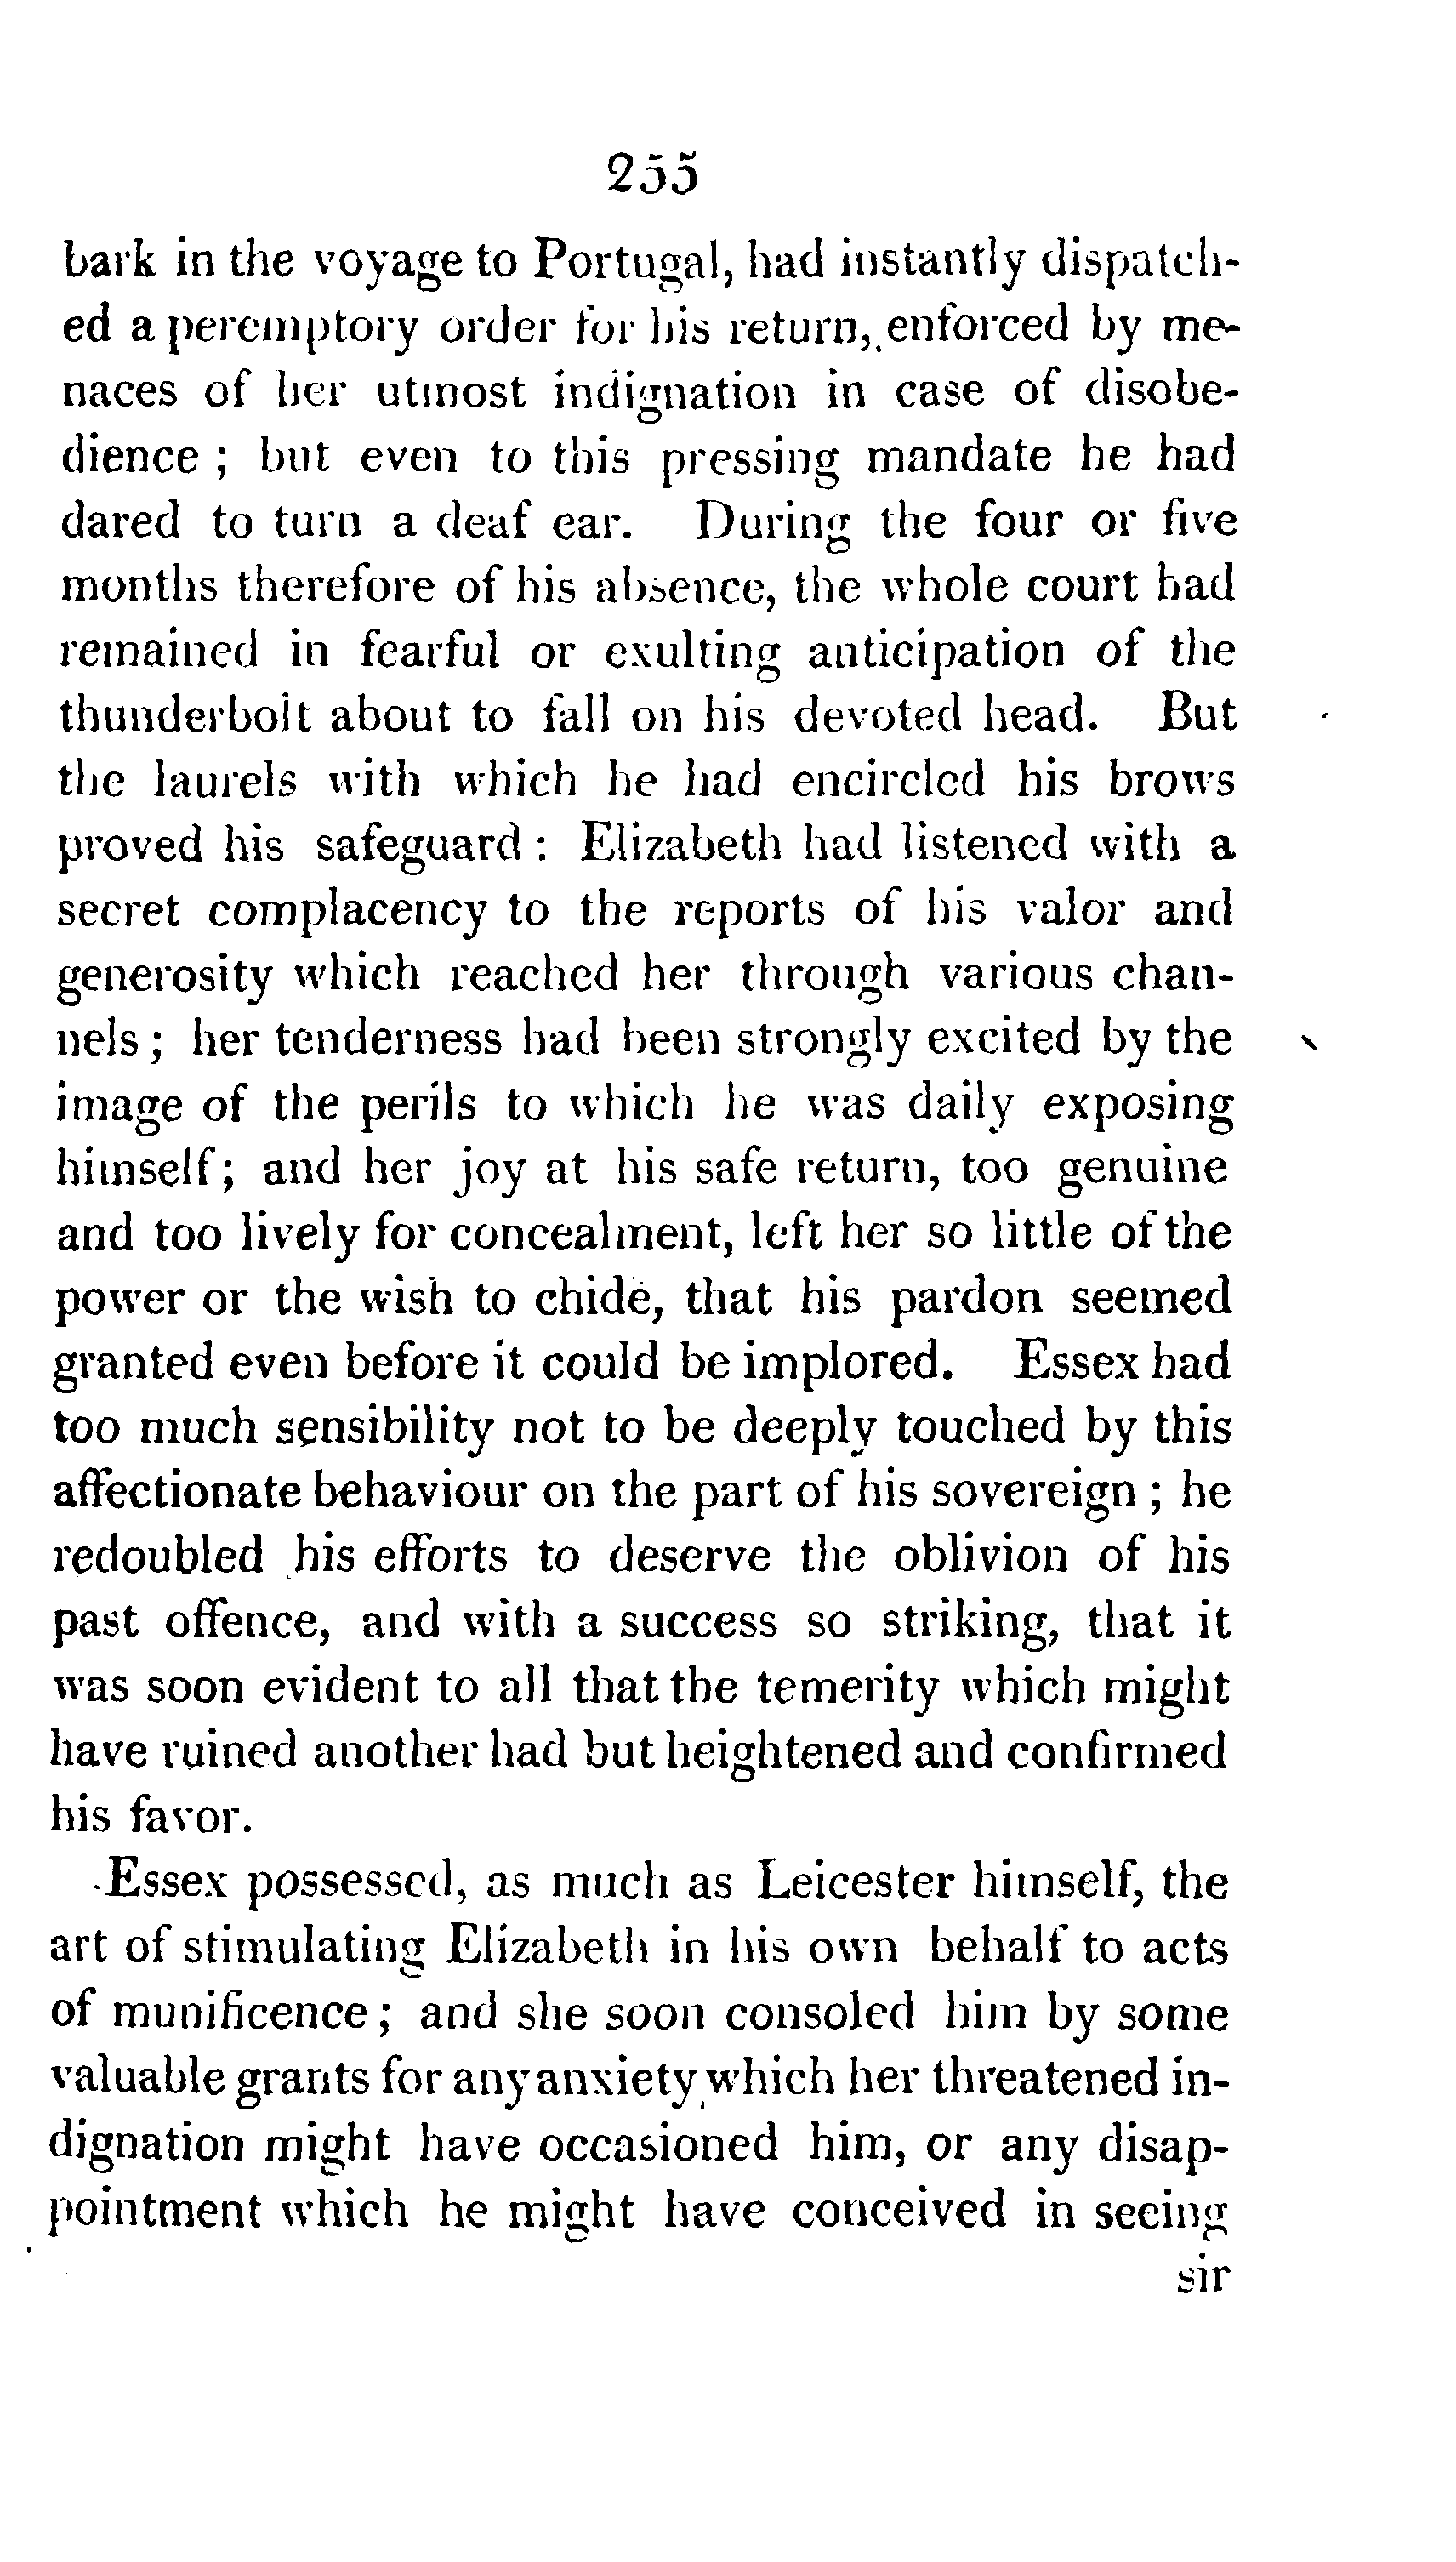 255
bark in the voyage to Portugal, had instantly dispatch-
ed a peremptory order for his return, enforced by me-
naces of her utmost indignation in case of disobe-
dience ; but even to this pressing mandate he had
dared to turn a deaf ear. During the four or five
months therefore of his absence, the whole court had
remained in fearful or exulting anticipation of the
thunderbolt about to fall on his devoted head. But
the laurels with which he had encircled his brows
proved his safeguard : Elizabeth had listened with a
secret complacency to the reports of his valor and
generosity which reached her through various chan-
nels ; her tenderness had been strongly excited by the
image of the perils to which he was daily exposing
himself; and her joy at his safe return, too genuine
and too lively for concealment, left her so little of the
power or the wish to chide, that his pardon seemed
granted even before it could be implored. Essex had
too much sensibility not to be deeply touched by this
affectionate behaviour on the part of his sovereign ; he
redoubled his efforts to deserve the oblivion of his
past offence, and with a success so striking, that it
was soon evident to all that the temerity which might
have ruined another had but heightened and confirmed
his favor.
Essex possessed, as much as Leicester himself, the
art of stimulating Elizabeth in his own behalf to acts
of munificence ; and she soon consoled him by some
valuable grants for any anxiety which her threatened in-
dignation might have occasioned him, or any disap-
pointment which he might have conceived in seeing
sir